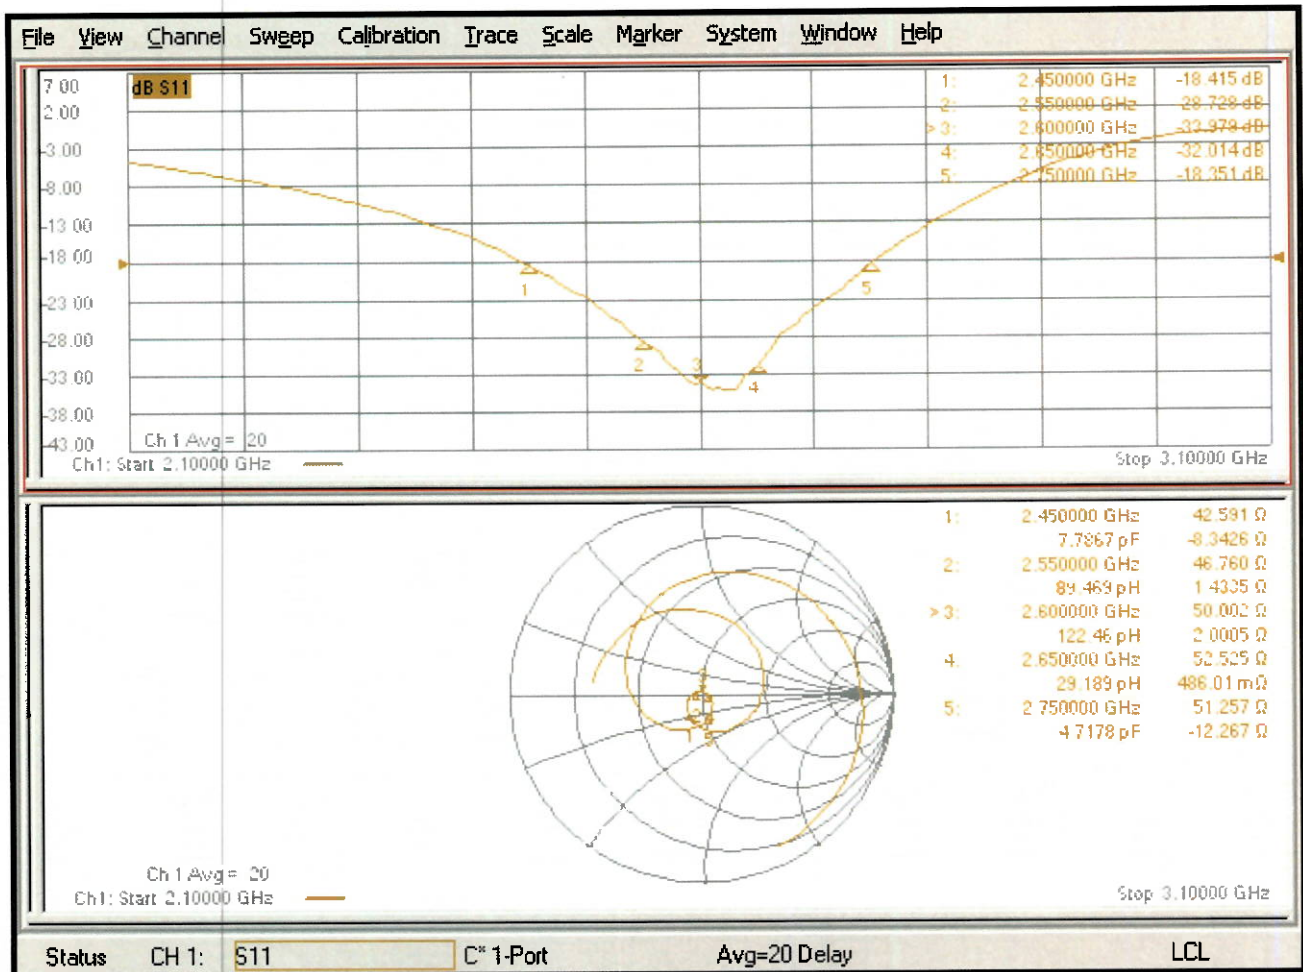 File View Channel Sweep Calibration Trace Scale Marker System Window Help
7.00
dB S11
2.00
-3.00
-8.00
-13.00
-18.00
-23.00
-28.00
-33.00
-38.00
-43.00
1: 2.450000 GHz -18.415 dB
2: 2.550000 GHz -28.728 dB
> 3: 2.600000 GHz -33.979 dB
4: 2.650000 GHz -32.014 dB
5: 2.750000 GHz -18.351 dB
1
2
3
4
5
Ch 1 Avg = 20
Ch1: Start 2.10000 GHz
Stop 3.10000 GHz
1: 2.450000 GHz 42.591 Ω
7.7867 pF -8.3426 Ω
2: 2.550000 GHz 46.760 Ω
89.469 pH 1.4335 Ω
> 3: 2.600000 GHz 50.002 Ω
122.46 pH 2.0005 Ω
4: 2.650000 GHz 52.525 Ω
29.189 pH 486.01 mΩ
5: 2.750000 GHz 51.257 Ω
4.7178 pF -12.267 Ω
Ch 1 Avg = 20
Ch1: Start 2.10000 GHz
Stop 3.10000 GHz
Status CH 1: S11 C* 1-Port Avg=20 Delay LCL